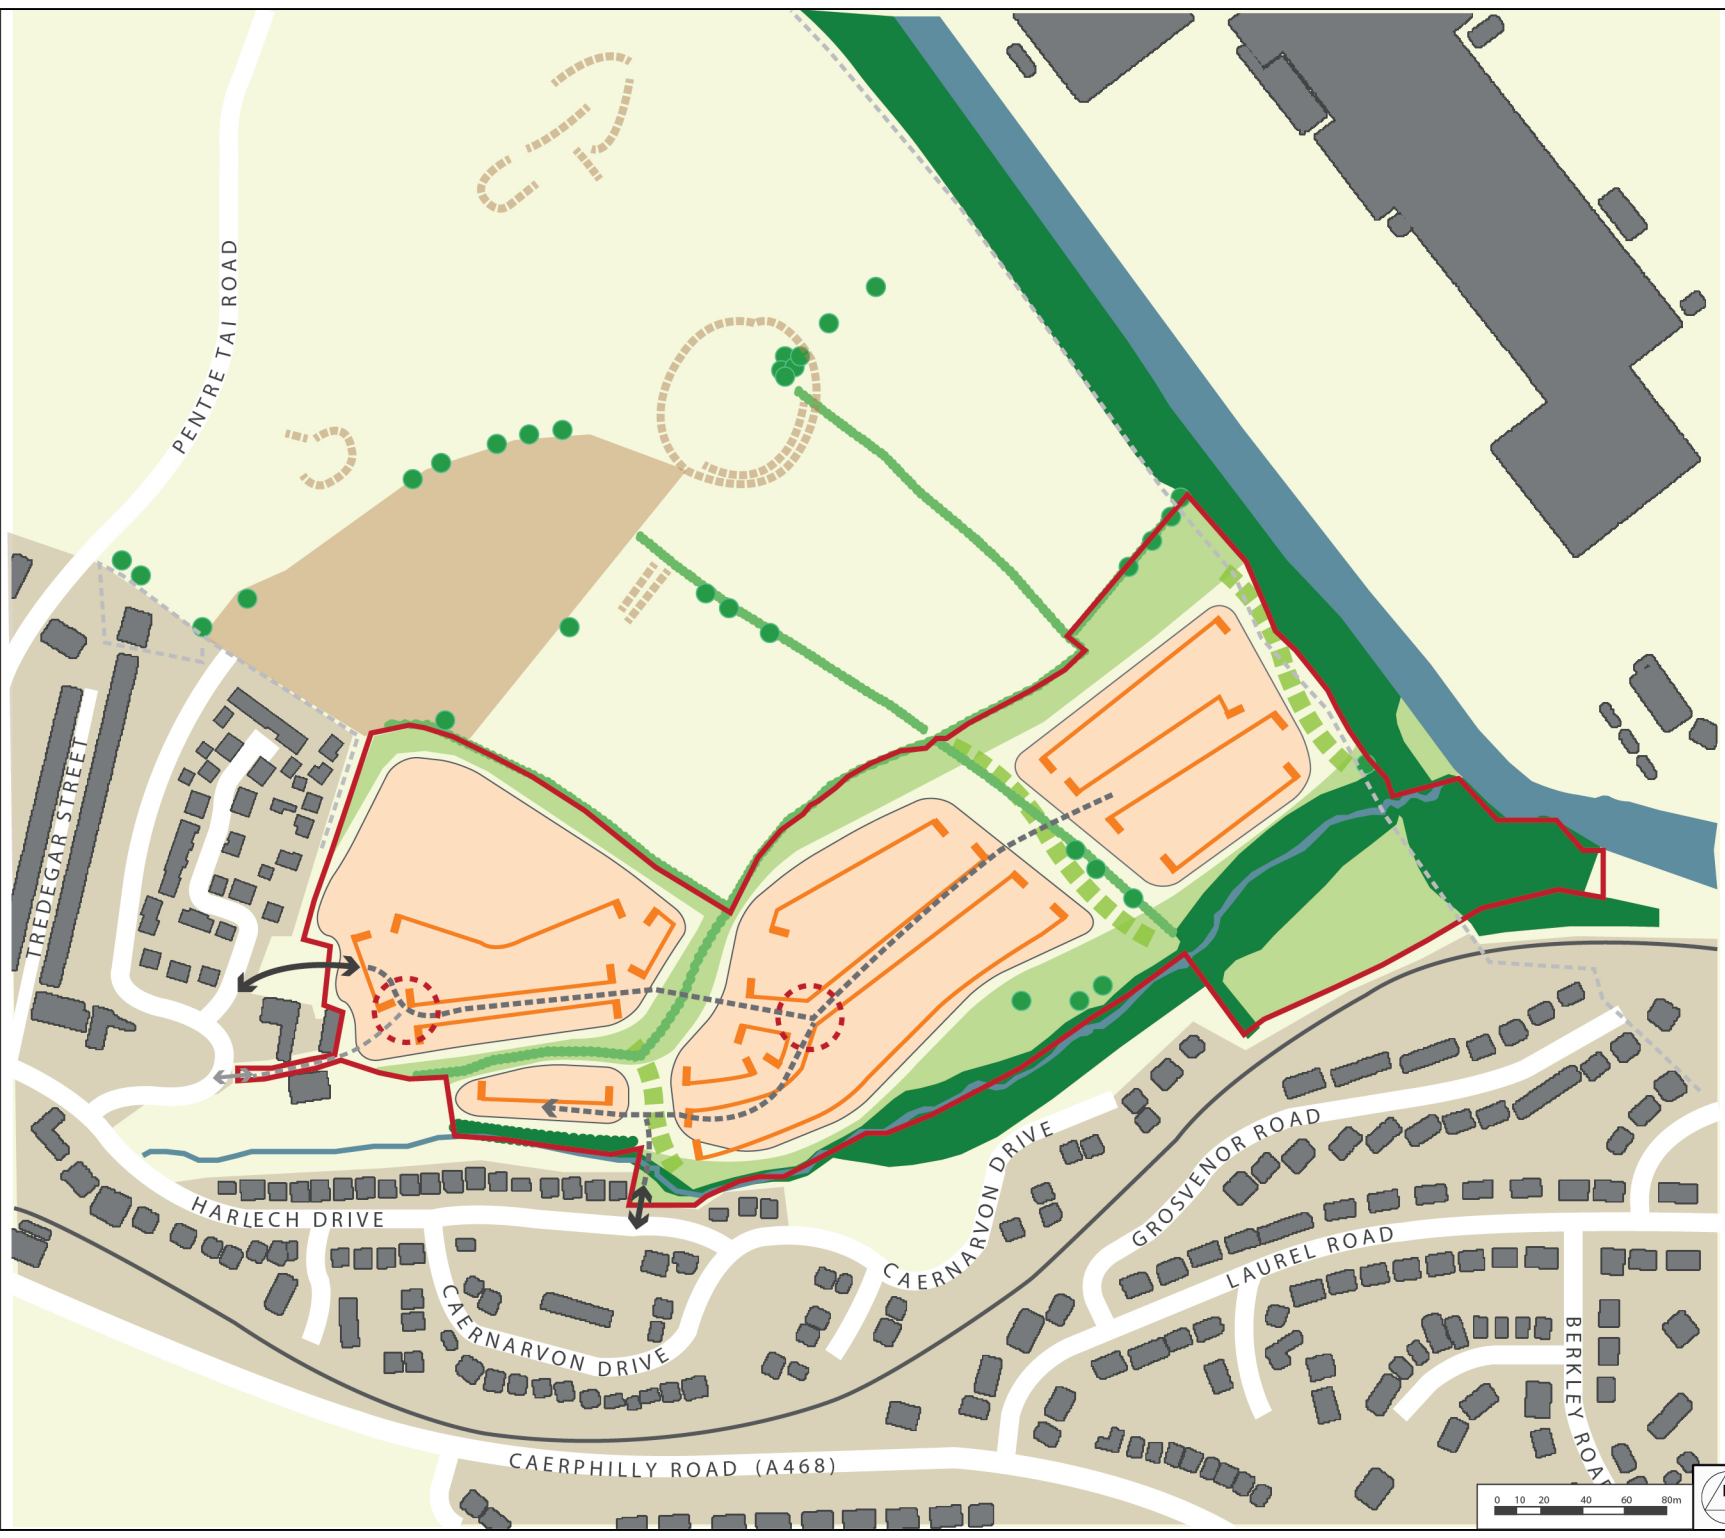 PENTRE TAI ROAD
TREDEGAR STREET
HARLECH DRIVE
CAERNARVON DRIVE
CAERNARVON DRIVE
GROSVENOR ROAD
LAUREL ROAD
BERKLEY ROAD
CAERPHILLY ROAD (A468)
0 10 20 40 60 80m